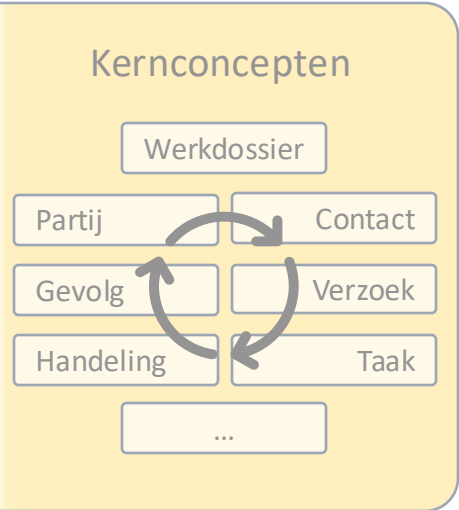 Kernconcepten
Werkdossier
Partij
Contact
Gevolg
Verzoek
Handeling
Taak
...